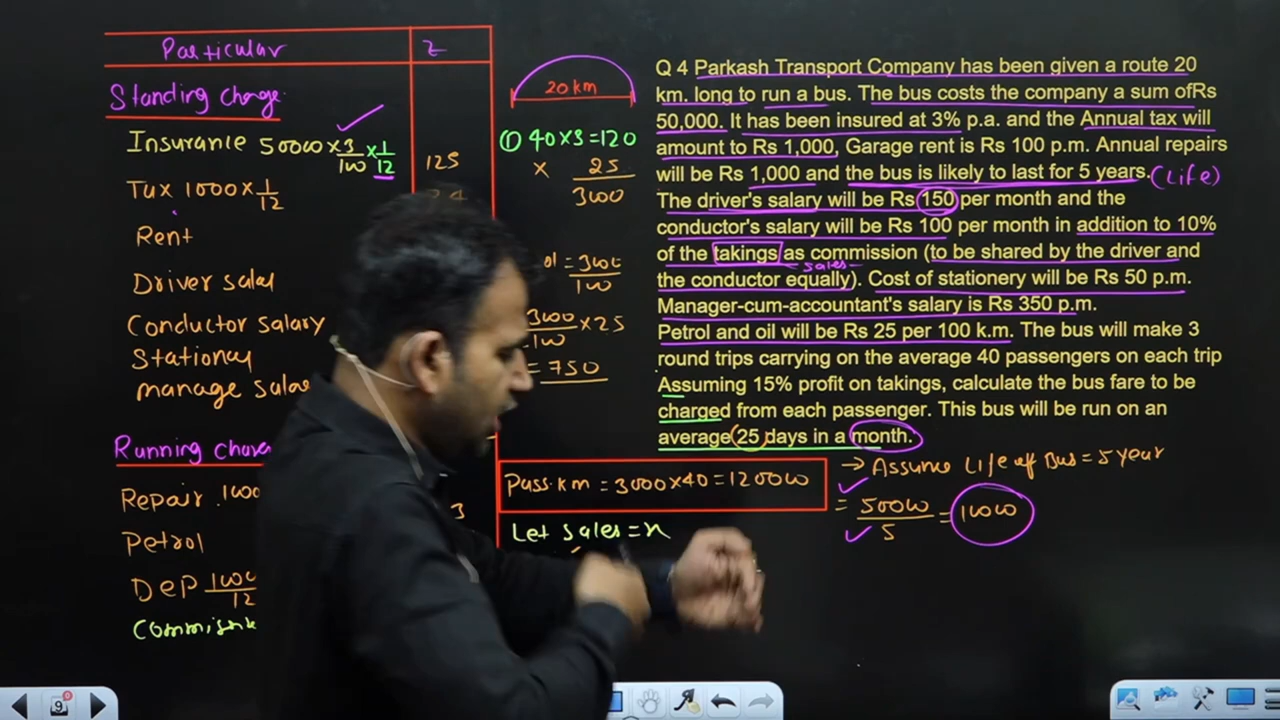 Particular ₹
Standing charge
Insurance 50000 × 3/100 × 1/12 125
Tax 1000 × 1/12
Rent
Driver salal
Conductor salary
Stationary
manage salar
Running char
Repair 1000
3
Petrol
Dep 1000/12
Commission
20 km
① 40×3=120
× 25
3000
ol = 3000/100
3000/100 × 25
= 750
Q 4 Parkash Transport Company has been given a route 20
km. long to run a bus. The bus costs the company a sum ofRs
50,000. It has been insured at 3% p.a. and the Annual tax will
amount to Rs 1,000, Garage rent is Rs 100 p.m. Annual repairs
will be Rs 1,000 and the bus is likely to last for 5 years. (Life)
The driver's salary will be Rs 150 per month and the
conductor's salary will be Rs 100 per month in addition to 10%
of the takings as commission (to be shared by the driver and
sales
the conductor equally). Cost of stationery will be Rs 50 p.m.
Manager-cum-accountant's salary is Rs 350 p.m.
Petrol and oil will be Rs 25 per 100 k.m. The bus will make 3
round trips carrying on the average 40 passengers on each trip
Assuming 15% profit on takings, calculate the bus fare to be
charged from each passenger. This bus will be run on an
average 25 days in a month.
Pass.km = 3000×40=120000
Let Sales = x
→ Assume Life of Bus = 5 year
= 50000/5 = 10000
9